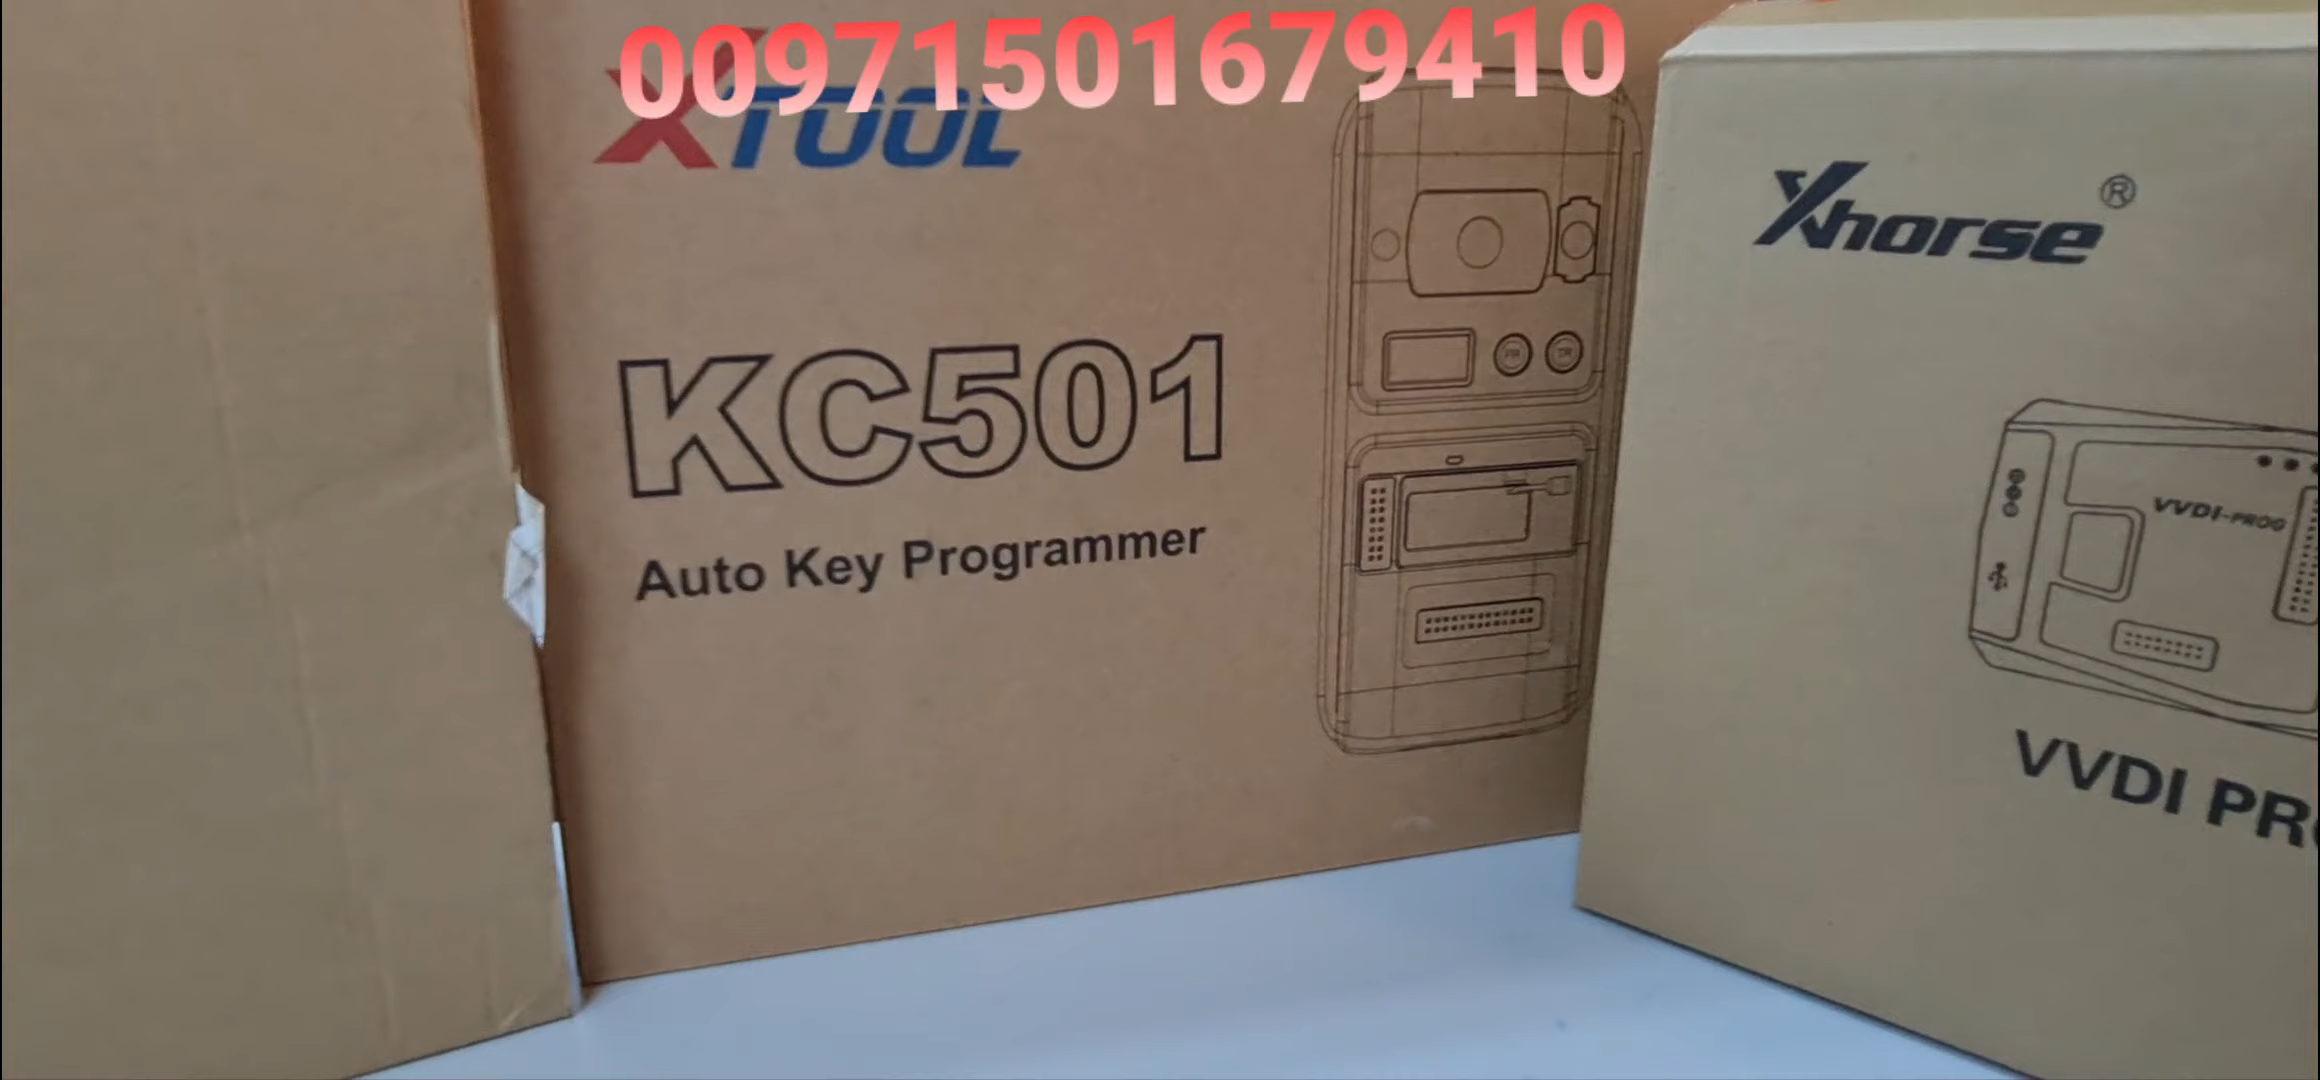 00971501679410
XTOOL
KC501
Auto Key Programmer
Xhorse®
VVDI-PROG
VVDI PR